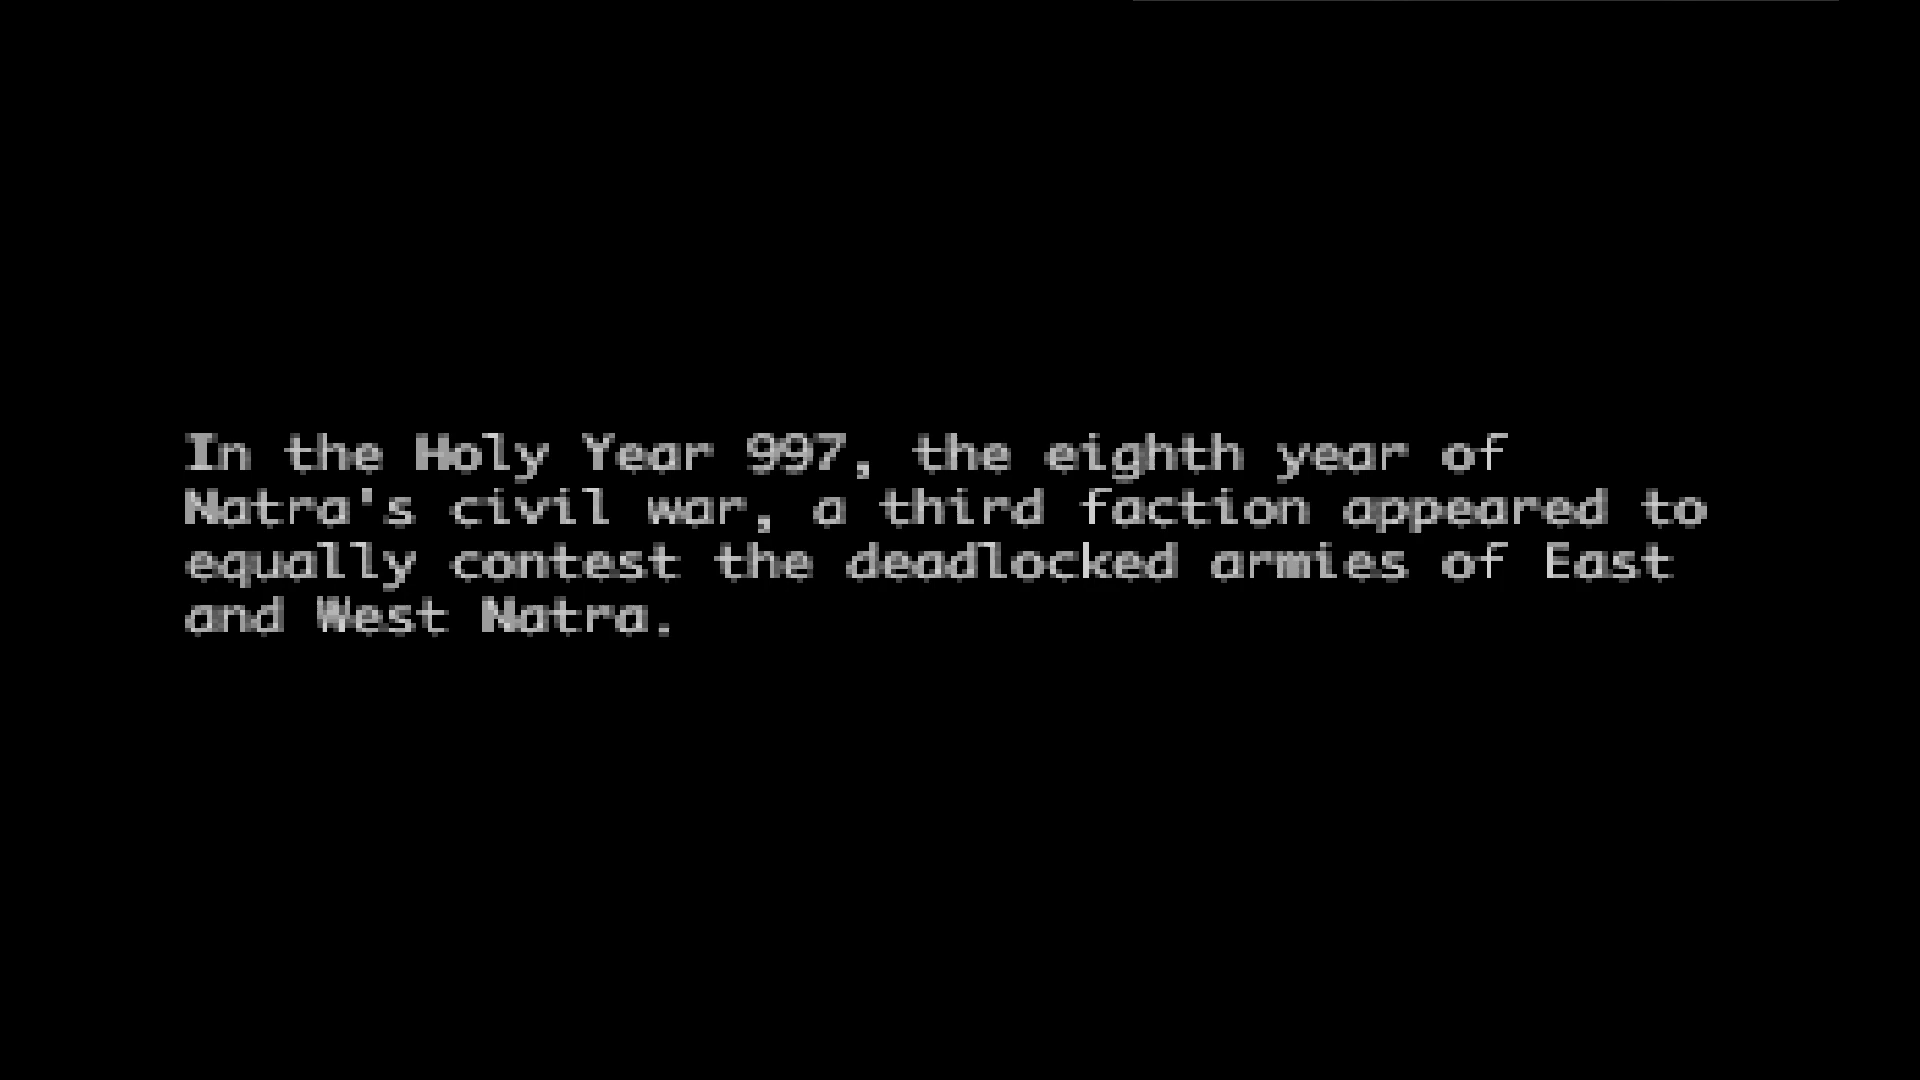 In the Holy Year 997, the eighth year of
Natra's civil war, a third faction appeared to
equally contest the deadlocked armies of East
and West Natra.